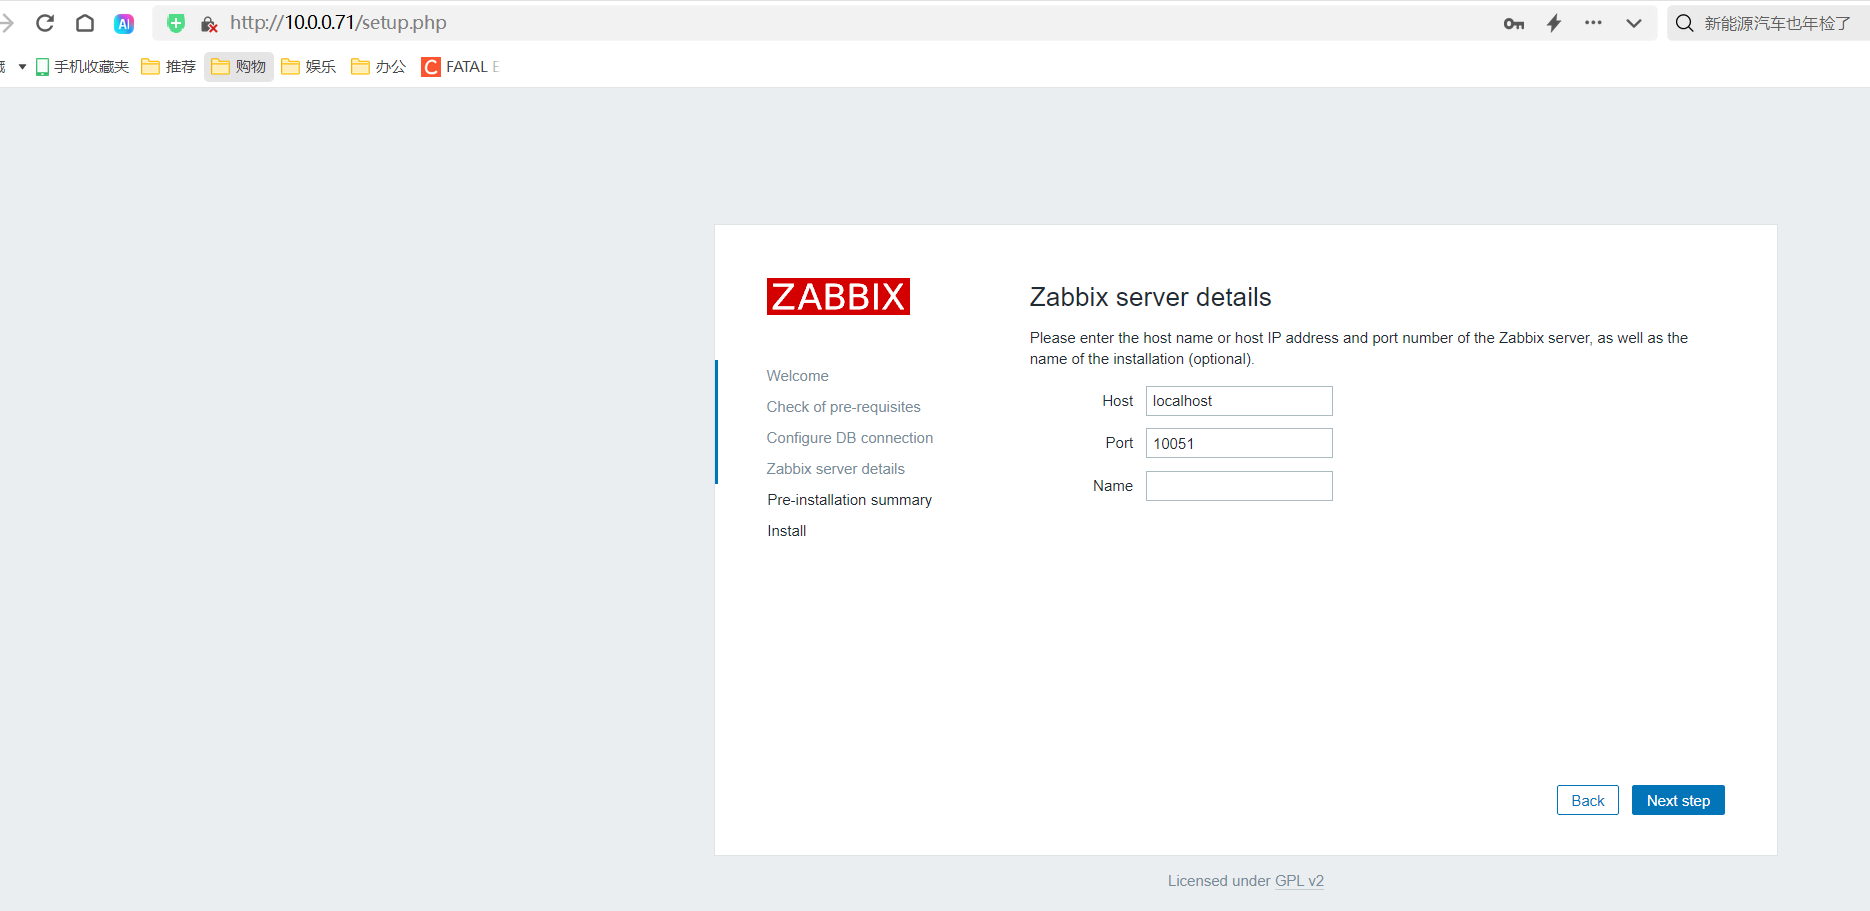 AI http://10.0.0.71/setup.php 新能源汽车也年检了
手机收藏夹 推荐 购物 娱乐 办公 C FATAL E
ZABBIX
Welcome
Check of pre-requisites
Configure DB connection
Zabbix server details
Pre-installation summary
Install
Zabbix server details
Please enter the host name or host IP address and port number of the Zabbix server, as well as the
name of the installation (optional).
Host localhost
Port 10051
Name
Back Next step
Licensed under GPL v2